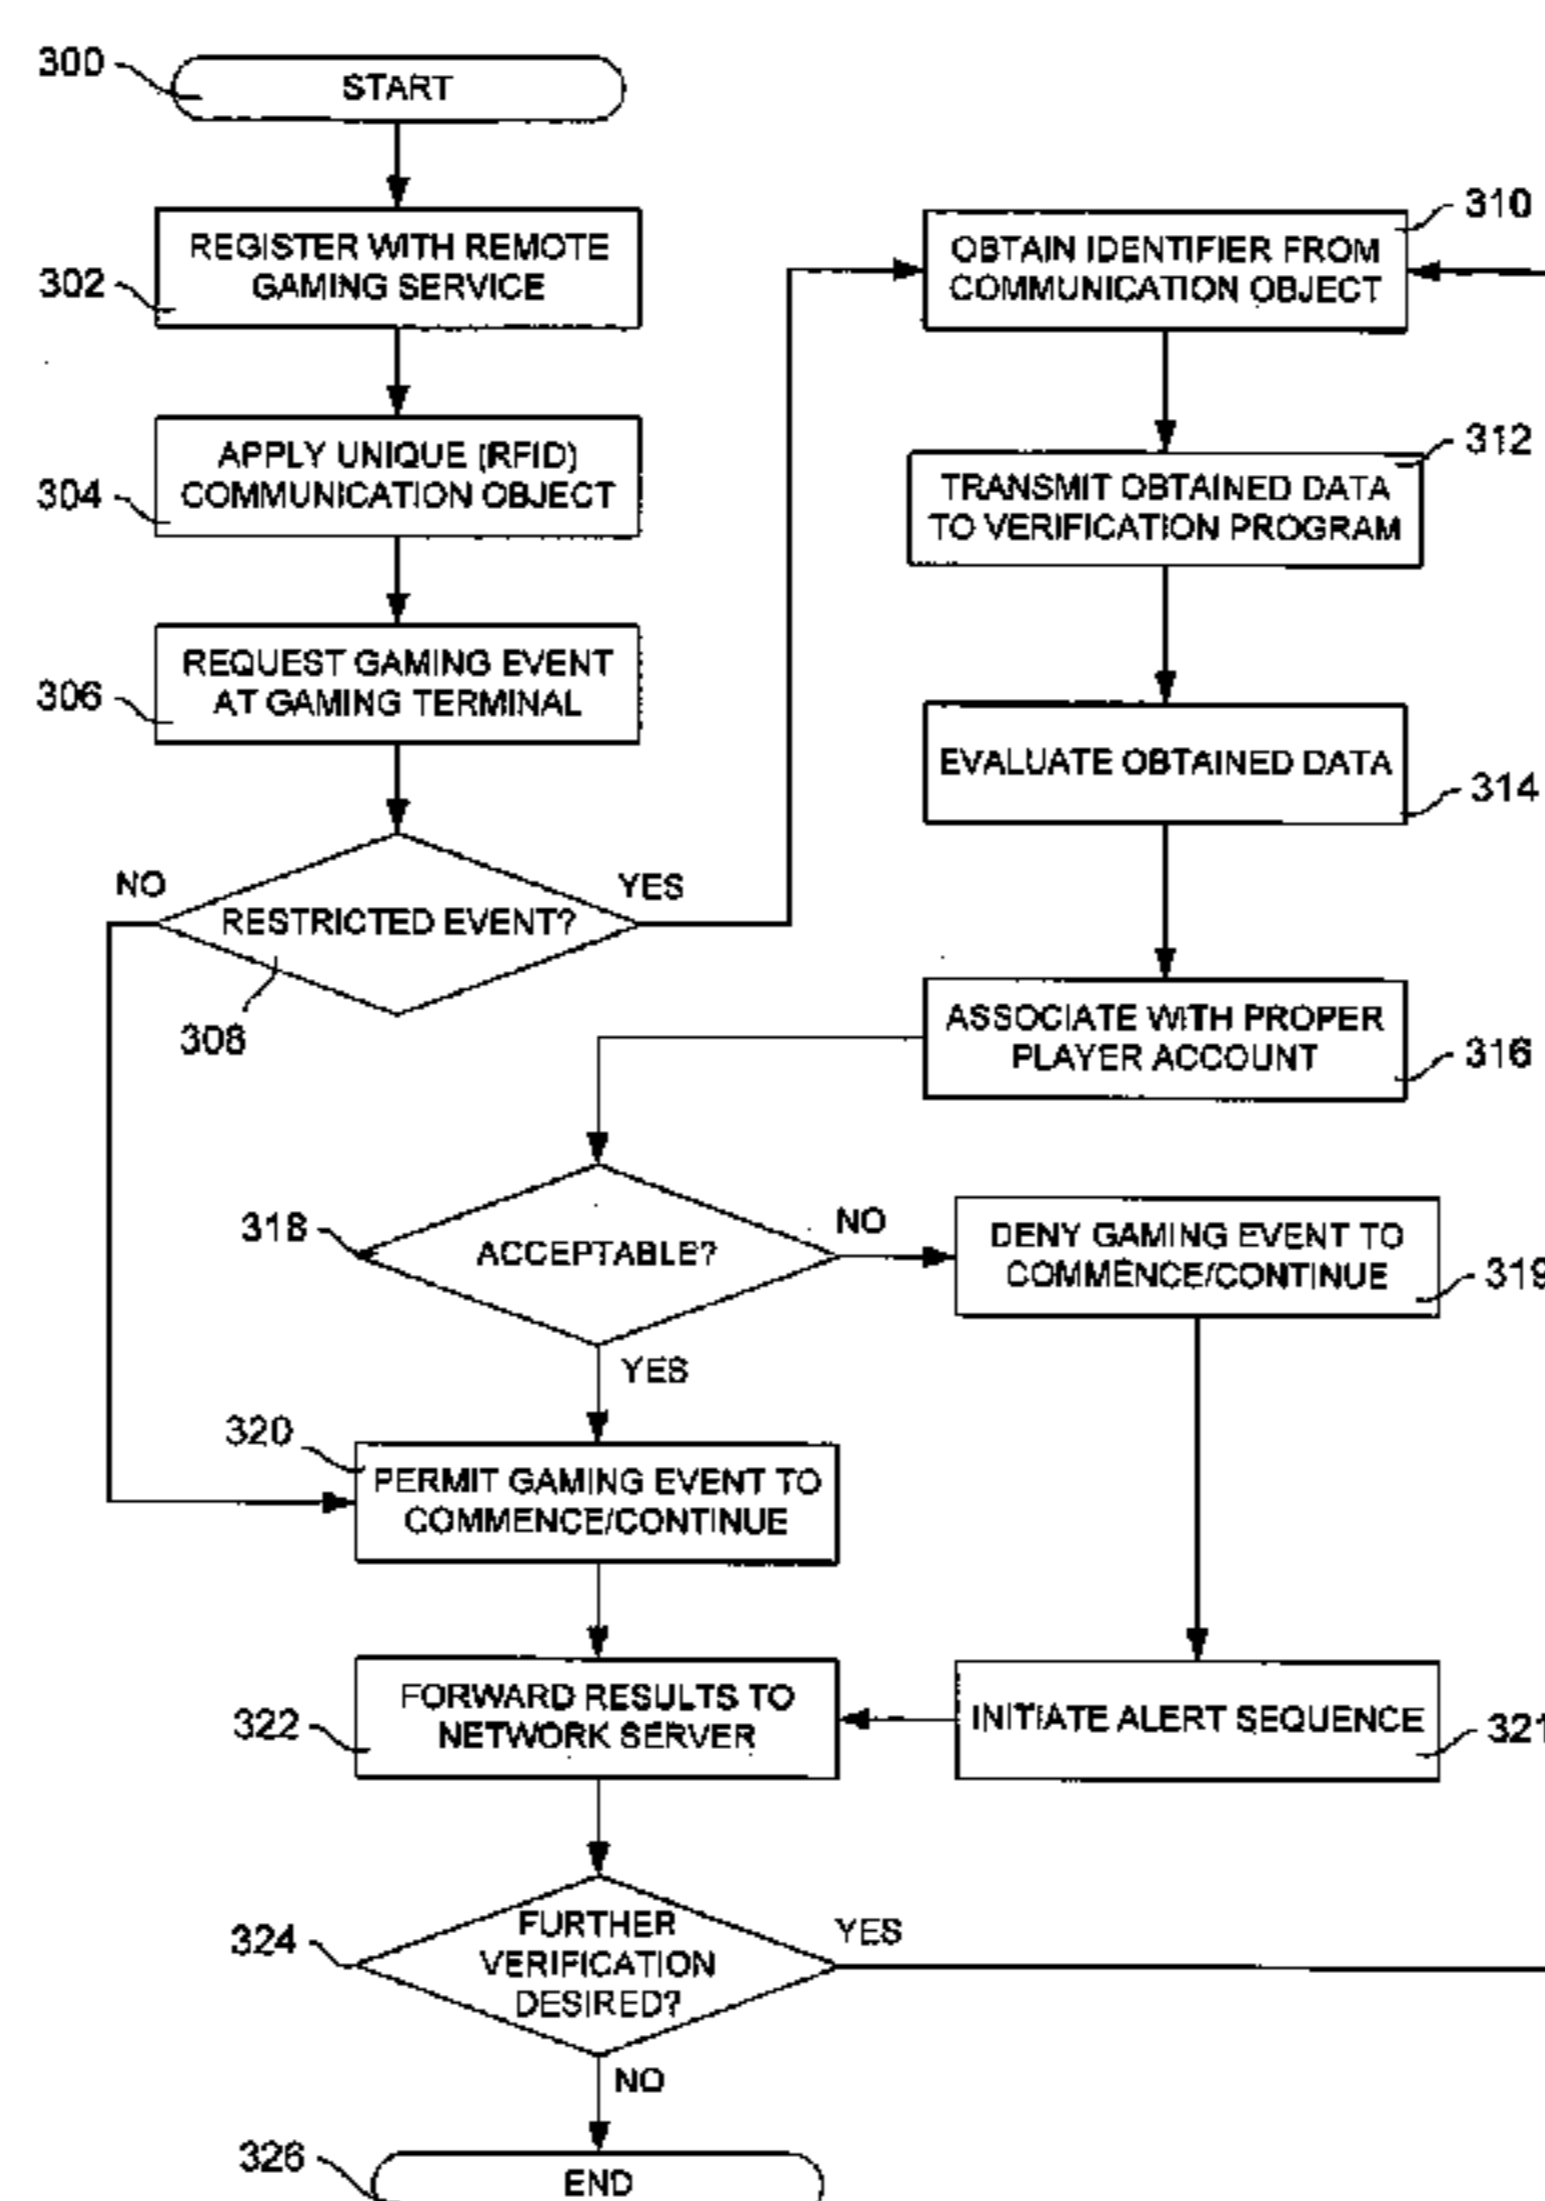 300
START
REGISTER WITH REMOTE
GAMING SERVICE
302
APPLY UNIQUE (RFID)
COMMUNICATION OBJECT
304
REQUEST GAMING EVENT
AT GAMING TERMINAL
306
NO
YES
RESTRICTED EVENT?
308
310
OBTAIN IDENTIFIER FROM
COMMUNICATION OBJECT
312
TRANSMIT OBTAINED DATA
TO VERIFICATION PROGRAM
EVALUATE OBTAINED DATA
314
ASSOCIATE WITH PROPER
PLAYER ACCOUNT
316
318
ACCEPTABLE?
NO
YES
DENY GAMING EVENT TO
COMMENCE/CONTINUE
319
320
PERMIT GAMING EVENT TO
COMMENCE/CONTINUE
FORWARD RESULTS TO
NETWORK SERVER
322
INITIATE ALERT SEQUENCE
321
324
FURTHER
VERIFICATION
DESIRED?
YES
NO
326
END